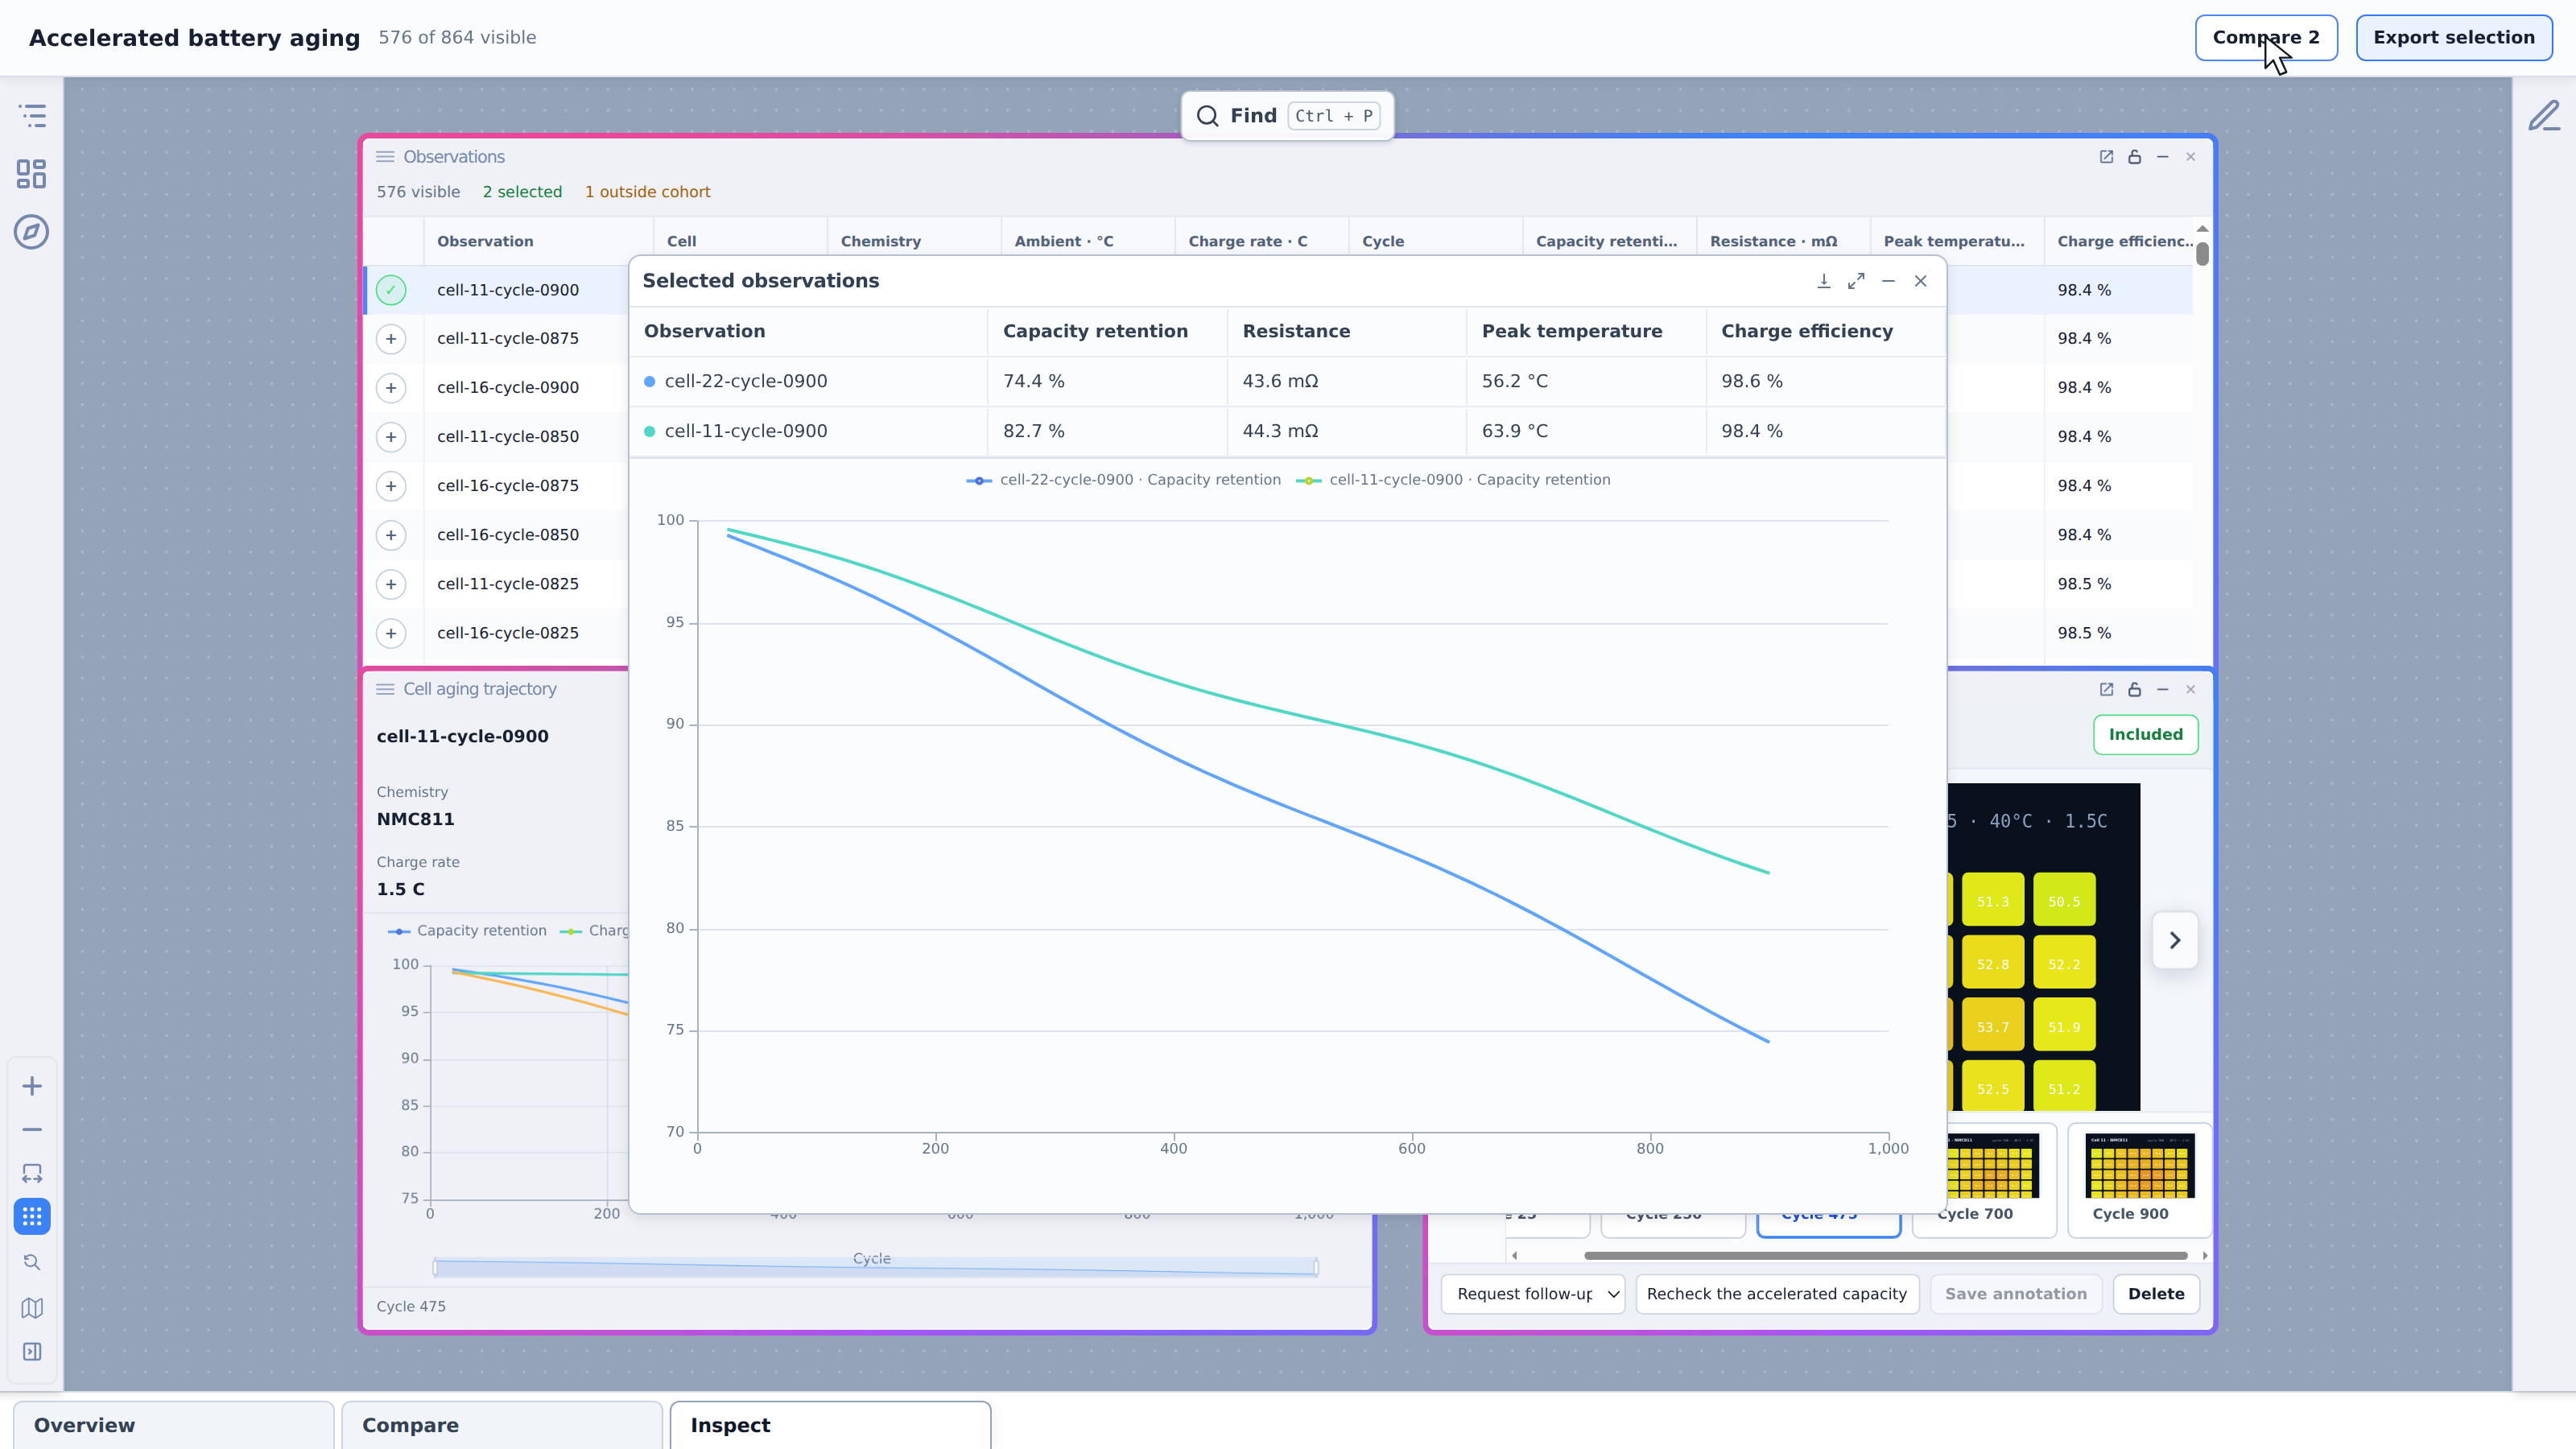 Accelerated battery aging 576 of 864 visible Compare 2 Export selection
Find Ctrl + P
Observations
576 visible 2 selected 1 outside cohort
Observation Cell Chemistry Ambient · °C Charge rate · C Cycle Capacity retenti... Resistance · mΩ Peak temperatu... Charge efficienc...
cell-11-cycle-0900 98.4 %
cell-11-cycle-0875 98.4 %
cell-16-cycle-0900 98.4 %
cell-11-cycle-0850 98.4 %
cell-16-cycle-0875 98.4 %
cell-16-cycle-0850 98.4 %
cell-11-cycle-0825 98.5 %
cell-16-cycle-0825 98.5 %
Selected observations
Observation Capacity retention Resistance Peak temperature Charge efficiency
cell-22-cycle-0900 74.4 % 43.6 mΩ 56.2 °C 98.6 %
cell-11-cycle-0900 82.7 % 44.3 mΩ 63.9 °C 98.4 %
cell-22-cycle-0900 · Capacity retention cell-11-cycle-0900 · Capacity retention
100
95
90
85
80
75
70
0 200 400 600 800 1,000
Cell aging trajectory
cell-11-cycle-0900
Chemistry
NMC811
Charge rate
1.5 C
Capacity retention Charg
100
95
90
85
80
75
0 200 400 600 800 1,000
Cycle
Cycle 475
Included
5 · 40°C · 1.5C
51.3 50.5
52.8 52.2
53.7 51.9
52.5 51.2
Cycle 250 Cycle 475 Cycle 700 Cycle 900
Request follow-up Recheck the accelerated capacity Save annotation Delete
Overview Compare Inspect